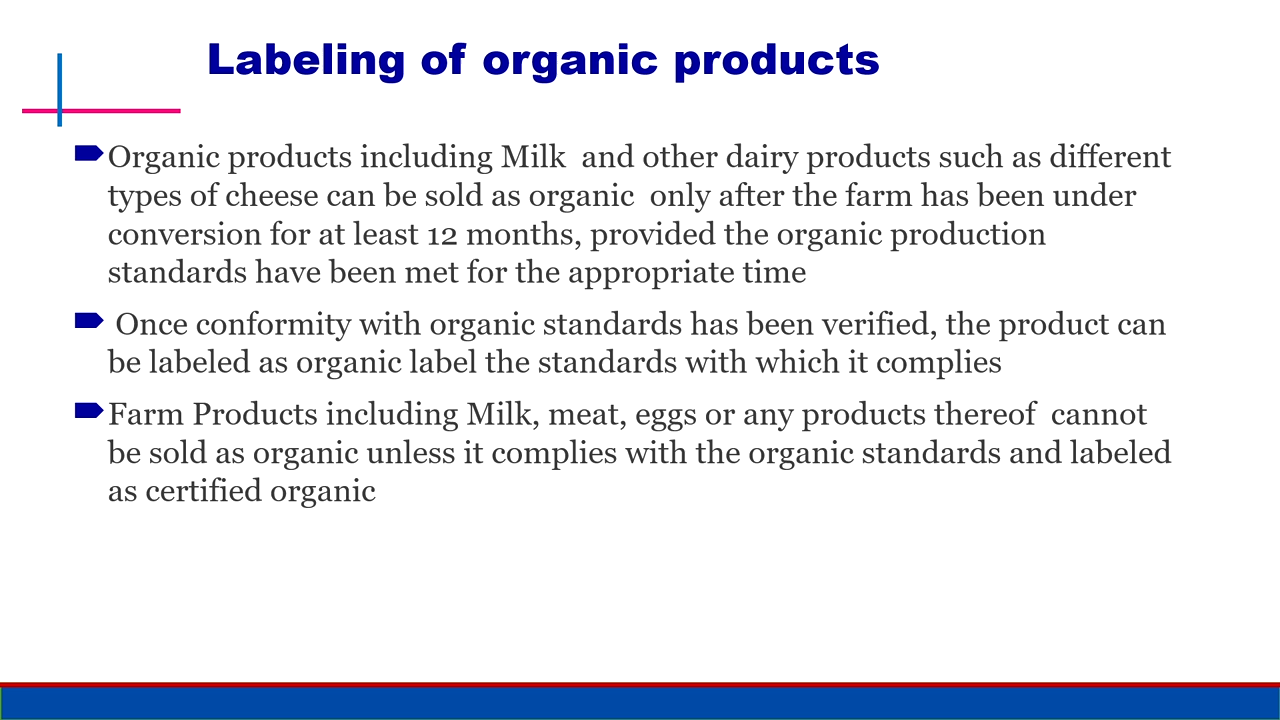 Labeling of organic products
Organic products including Milk  and other dairy products such as different
types of cheese can be sold as organic  only after the farm has been under
conversion for at least 12 months, provided the organic production
standards have been met for the appropriate time
Once conformity with organic standards has been verified, the product can
be labeled as organic label the standards with which it complies
Farm Products including Milk, meat, eggs or any products thereof  cannot
be sold as organic unless it complies with the organic standards and labeled
as certified organic